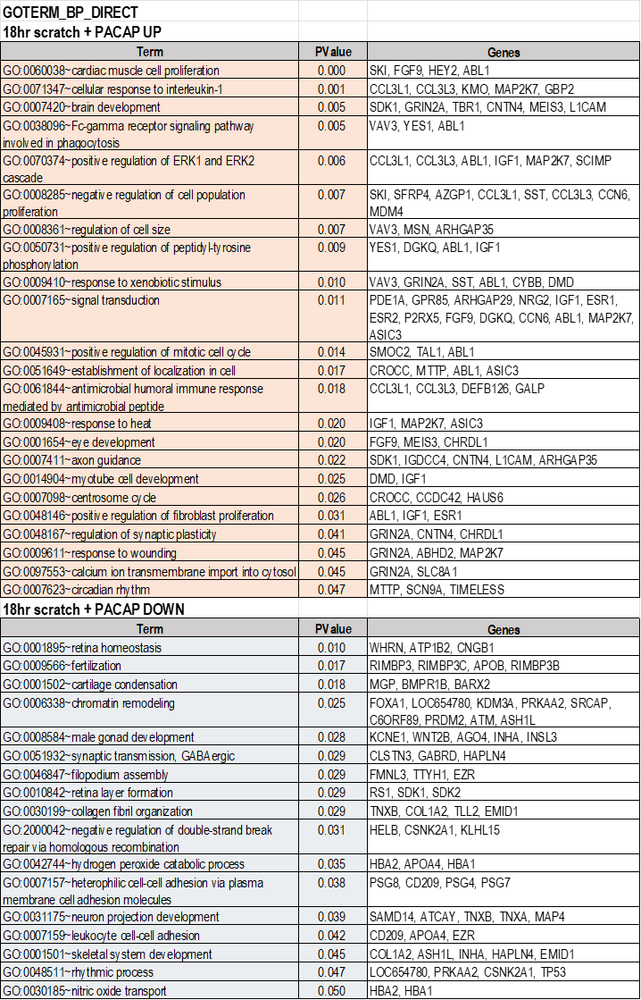 GOTERM_BP_DIRECT
18hr scratch + PACAP UP
Term PValue Genes
GO:0060038~cardiac muscle cell proliferation 0.000 SKI, FGF9, HEY2, ABL1
GO:0071347~cellular response to interleukin-1 0.001 CCL3L1, CCL3L3, KMO, MAP2K7, GBP2
GO:0007420~brain development 0.005 SDK1, GRIN2A, TBR1, CNTN4, MEIS3, L1CAM
GO:0038096~Fc-gamma receptor signaling pathway 0.005 VAV3, YES1, ABL1
involved in phagocytosis
GO:0070374~positive regulation of ERK1 and ERK2 0.006 CCL3L1, CCL3L3, ABL1, IGF1, MAP2K7, SCIMP
cascade
GO:0008285~negative regulation of cell population 0.007 SKI, SFRP4, AZGP1, CCL3L1, SST, CCL3L3, CCN6,
proliferation MDM4
GO:0008361~regulation of cell size 0.007 VAV3, MSN, ARHGAP35
GO:0050731~positive regulation of peptidyl-tyrosine 0.009 YES1, DGKQ, ABL1, IGF1
phosphorylation
GO:0009410~response to xenobiotic stimulus 0.010 VAV3, GRIN2A, SST, ABL1, CYBB, DMD
GO:0007165~signal transduction 0.011 PDE1A, GPR85, ARHGAP29, NRG2, IGF1, ESR1,
ESR2, P2RX5, FGF9, DGKQ, CCN6, ABL1, MAP2K7,
ASIC3
GO:0045931~positive regulation of mitotic cell cycle 0.014 SMOC2, TAL1, ABL1
GO:0051649~establishment of localization in cell 0.017 CROCC, MTTP, ABL1, ASIC3
GO:0061844~antimicrobial humoral immune response 0.018 CCL3L1, CCL3L3, DEFB126, GALP
mediated by antimicrobial peptide
GO:0009408~response to heat 0.020 IGF1, MAP2K7, ASIC3
GO:0001654~eye development 0.020 FGF9, MEIS3, CHRDL1
GO:0007411~axon guidance 0.022 SDK1, IGDCC4, CNTN4, L1CAM, ARHGAP35
GO:0014904~myotube cell development 0.025 DMD, IGF1
GO:0007098~centrosome cycle 0.026 CROCC, CCDC42, HAUS6
GO:0048146~positive regulation of fibroblast proliferation 0.031 ABL1, IGF1, ESR1
GO:0048167~regulation of synaptic plasticity 0.041 GRIN2A, CNTN4, CHRDL1
GO:0009611~response to wounding 0.045 GRIN2A, ABHD2, MAP2K7
GO:0097553~calcium ion transmembrane import into cytosol 0.045 GRIN2A, SLC8A1
GO:0007623~circadian rhythm 0.047 MTTP, SCN9A, TIMELESS
18hr scratch + PACAP DOWN
Term PValue Genes
GO:0001895~retina homeostasis 0.010 WHRN, ATP1B2, CNGB1
GO:0009566~fertilization 0.017 RIMBP3, RIMBP3C, APOB, RIMBP3B
GO:0001502~cartilage condensation 0.018 MGP, BMPR1B, BARX2
GO:0006338~chromatin remodeling 0.025 FOXA1, LOC654780, KDM3A, PRKAA2, SRCAP,
C6ORF89, PRDM2, ATM, ASH1L
GO:0008584~male gonad development 0.028 KCNE1, WNT2B, AGO4, INHA, INSL3
GO:0051932~synaptic transmission, GABAergic 0.029 CLSTN3, GABRD, HAPLN4
GO:0046847~filopodium assembly 0.029 FMNL3, TTYH1, EZR
GO:0010842~retina layer formation 0.029 RS1, SDK1, SDK2
GO:0030199~collagen fibril organization 0.029 TNXB, COL1A2, TLL2, EMID1
GO:2000042~negative regulation of double-strand break 0.031 HELB, CSNK2A1, KLHL15
repair via homologous recombination
GO:0042744~hydrogen peroxide catabolic process 0.035 HBA2, APOA4, HBA1
GO:0007157~heterophilic cell-cell adhesion via plasma 0.038 PSG8, CD209, PSG4, PSG7
membrane cell adhesion molecules
GO:0031175~neuron projection development 0.039 SAMD14, ATCAY, TNXB, TNXA, MAP4
GO:0007159~leukocyte cell-cell adhesion 0.042 CD209, APOA4, EZR
GO:0001501~skeletal system development 0.045 COL1A2, ASH1L, INHA, HAPLN4, EMID1
GO:0048511~rhythmic process 0.047 LOC654780, PRKAA2, CSNK2A1, TP53
GO:0030185~nitric oxide transport 0.050 HBA2, HBA1